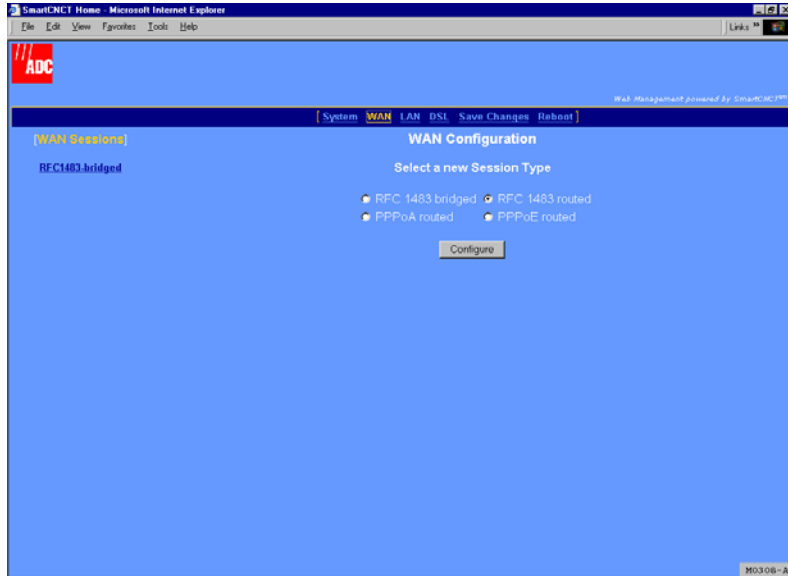 SmartCNCT Home - Microsoft Internet Explorer
File Edit View Favorites Tools Help Links »
ADC
Web Management powered by SmartCNCT
[ System WAN LAN DSL Save Changes Reboot ]
[WAN Sessions]
WAN Configuration
RFC1483-bridged
Select a new Session Type
RFC 1483 bridged RFC 1483 routed
PPPoA routed PPPoE routed
Configure
M0306-A